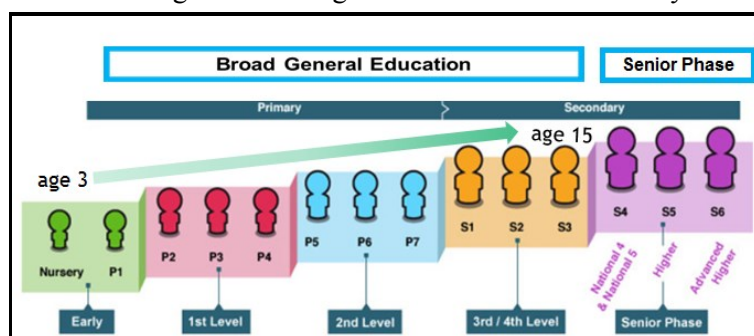 Broad General Education
Senior Phase
Primary
Secondary
age 3
age 15
Nursery
P1
P2
P3
P4
P5
P6
P7
S1
S2
S3
S4
S5
S6
National 4
& National 5
Higher
Advanced
Higher
Early
1st Level
2nd Level
3rd / 4th Level
Senior Phase